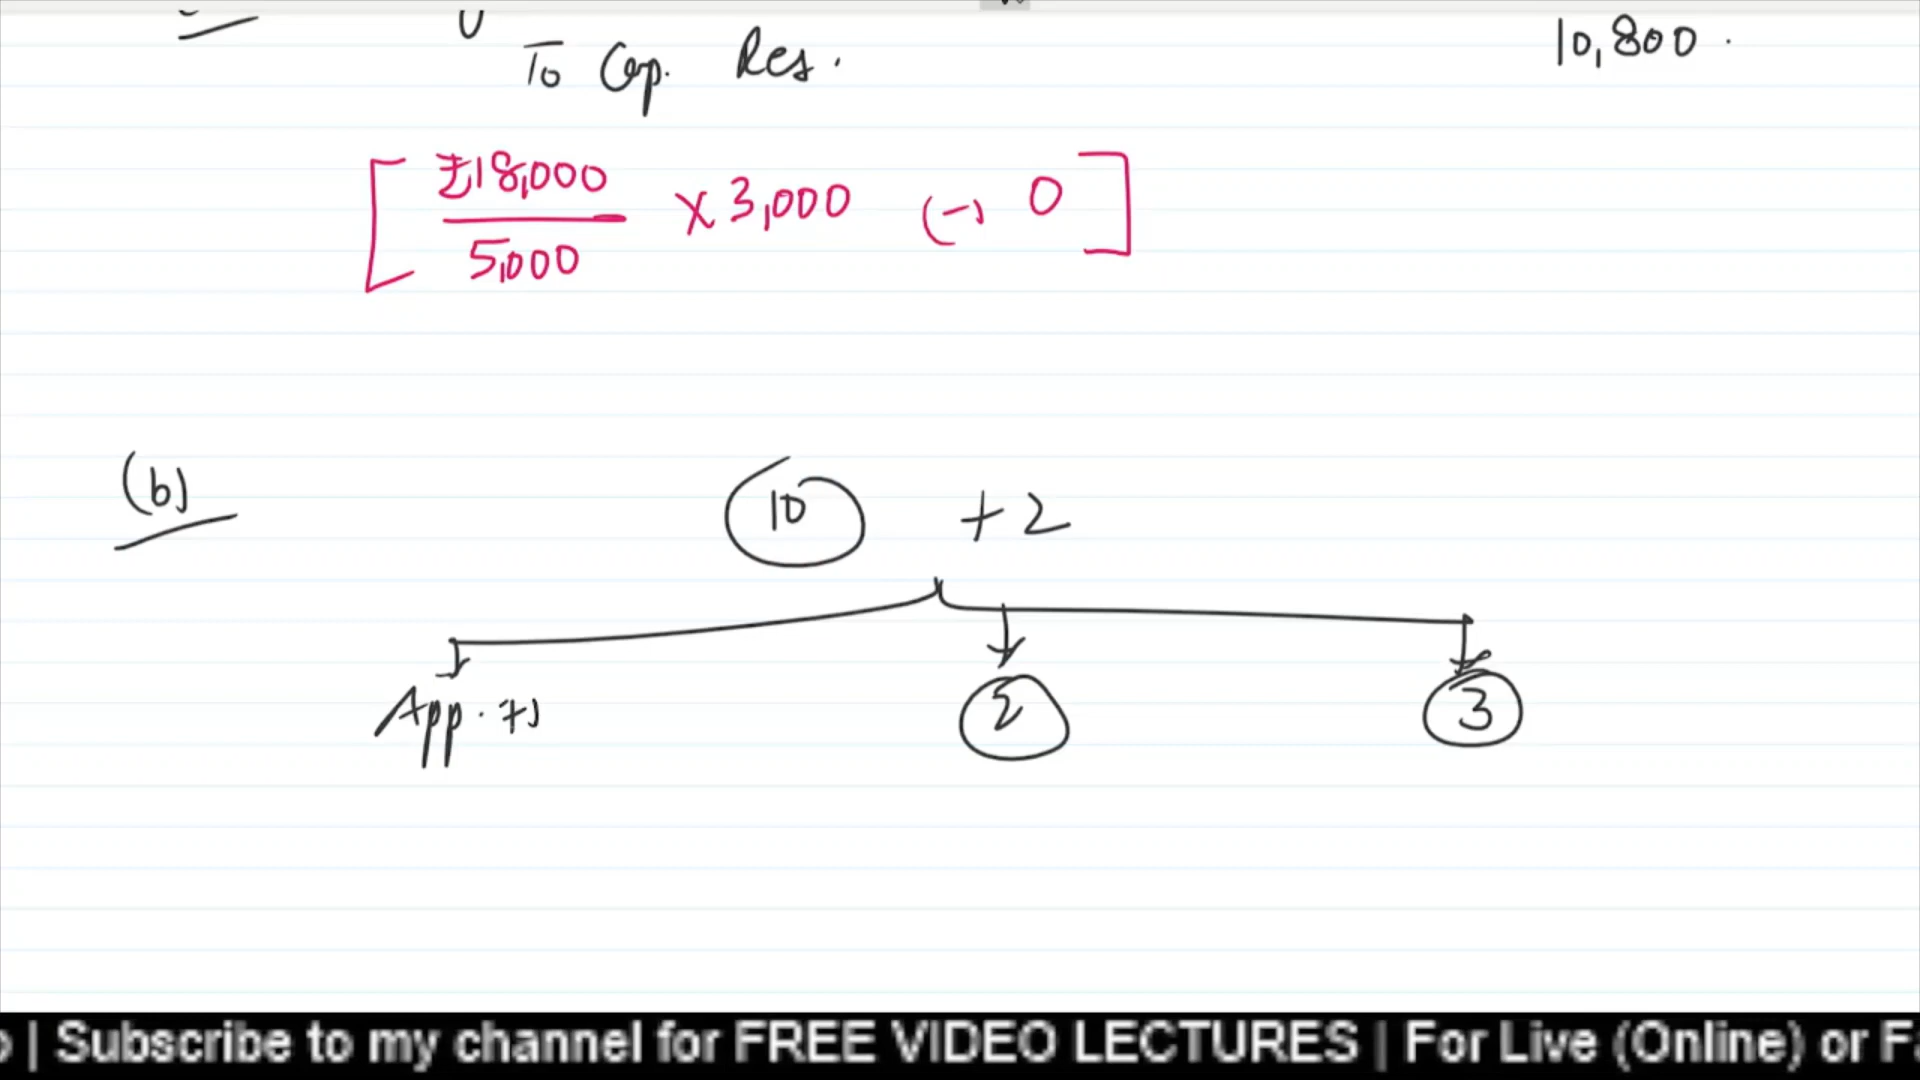 To Cap. Res. 10,800
[ ₹18,000 / 5,000 × 3,000 (-) 0 ]
(b) 10 + 2
App. 7) 2 3
| Subscribe to my channel for FREE VIDEO LECTURES | For Live (Online) or